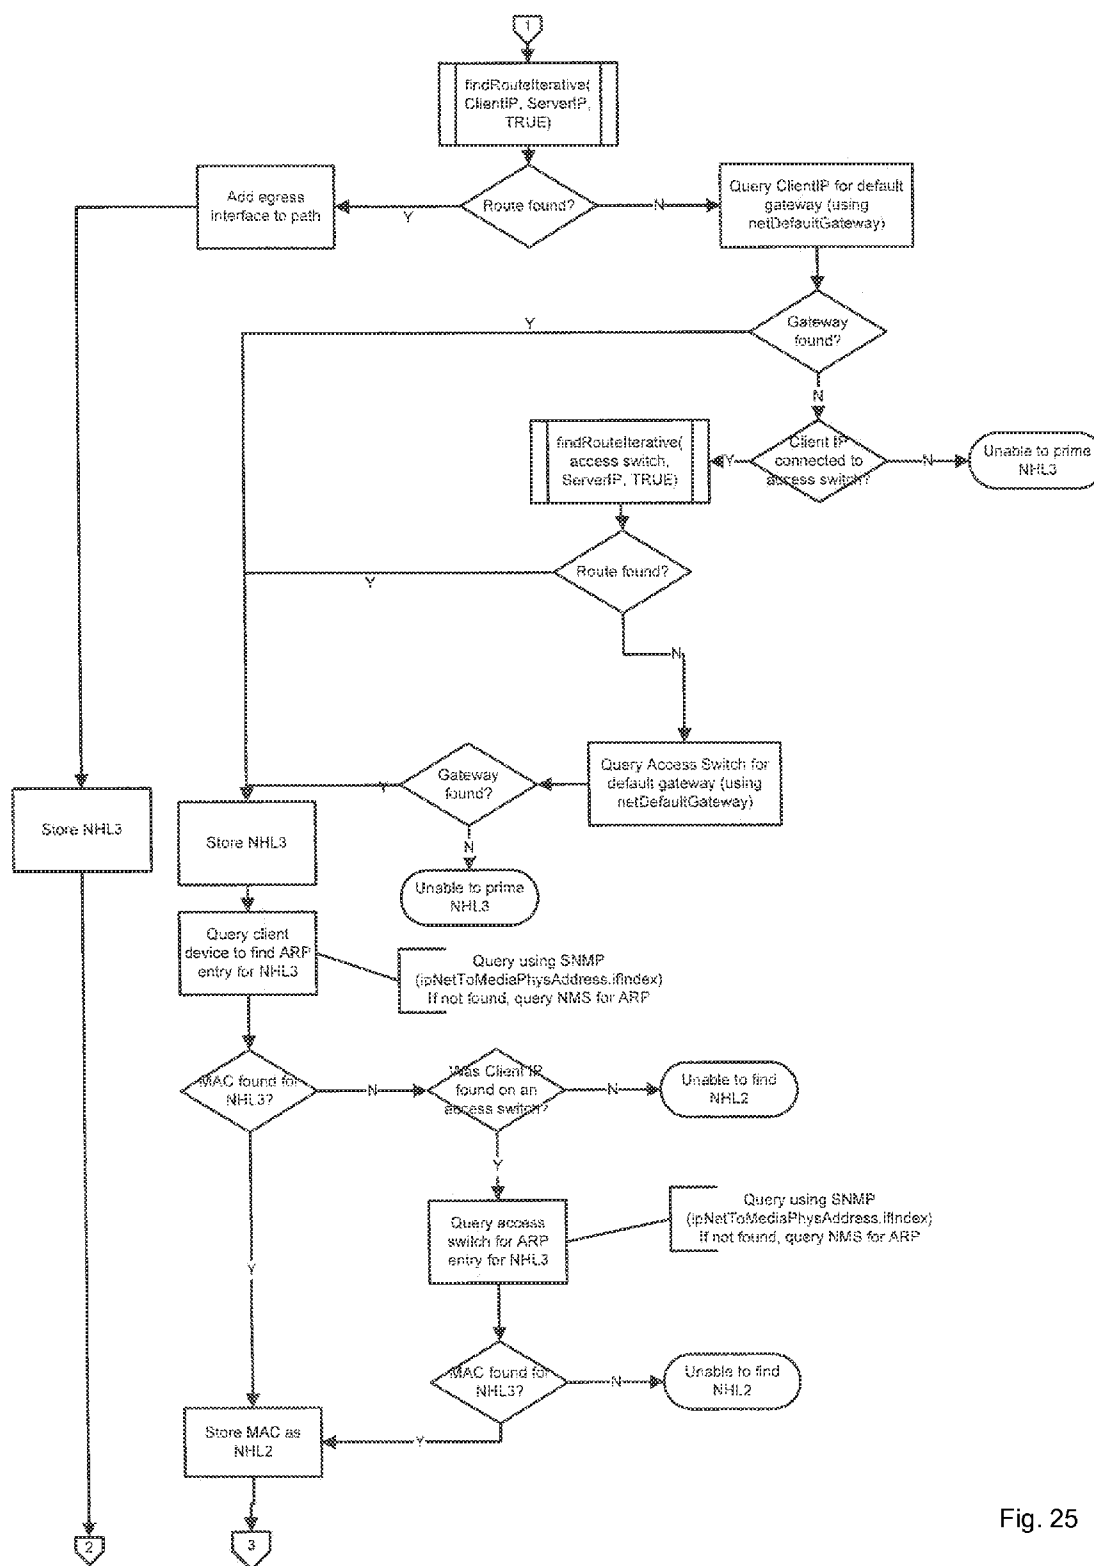 1
findRouteIterative(
ClientIP, ServerIP,
TRUE)
Add egress
interface to path
Y
Route found?
N
Query ClientIP for default
gateway (using
netDefaultGateway)
Y
Gateway
found?
N
findRouteIterative(
access switch,
ServerIP, TRUE)
Y
Client IP
connected to
access switch?
N
Unable to prime
NHL3
Y
Route found?
N
Query Access Switch for
default gateway (using
netDefaultGateway)
Gateway
found?
Y
N
Unable to prime
NHL3
Store NHL3
Store NHL3
Query client
device to find ARP
entry for NHL3
Query using SNMP
(ipNetToMediaPhysAddress.ifIndex)
If not found, query NMS for ARP
MAC found for
NHL3?
N
Was Client IP
found on an
access switch?
N
Unable to find
NHL2
Y
Y
Query access
switch for ARP
entry for NHL3
Query using SNMP
(ipNetToMediaPhysAddress.ifIndex)
If not found, query NMS for ARP
MAC found for
NHL3?
N
Unable to find
NHL2
Y
Store MAC as
NHL2
2
3
Fig. 25